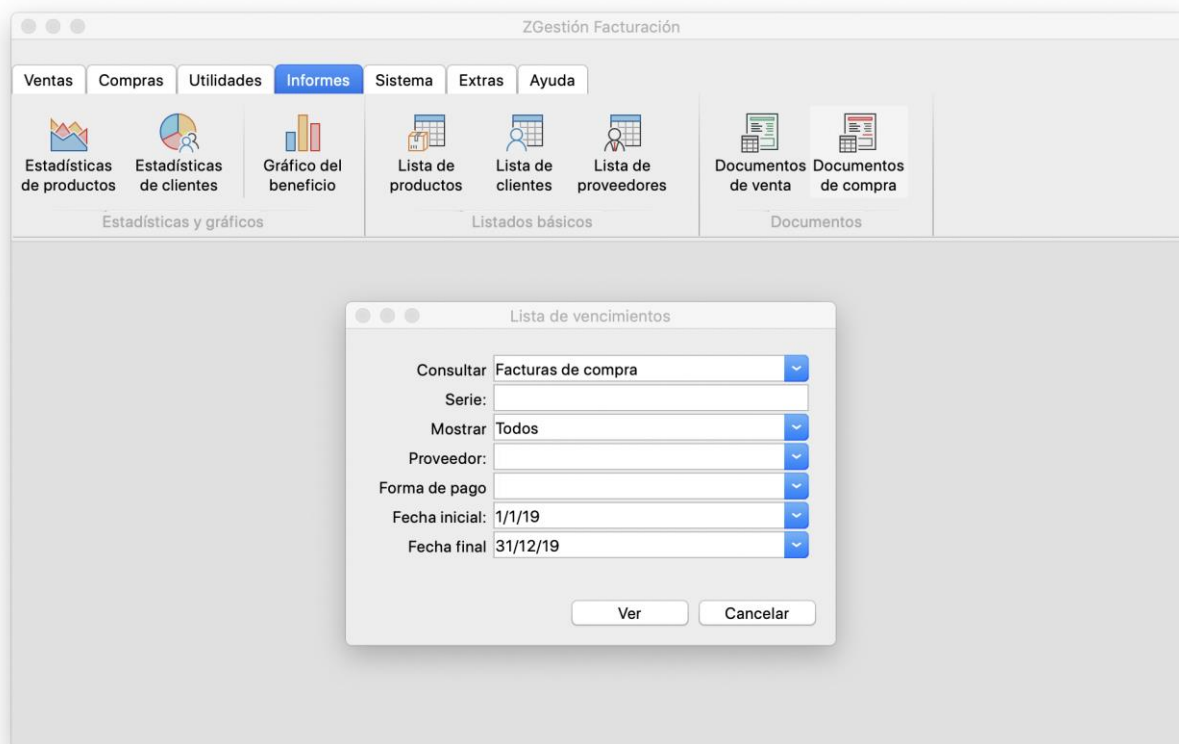 ZGestión Facturación
Ventas Compras Utilidades Informes Sistema Extras Ayuda
Estadísticas de productos
Estadísticas de clientes
Gráfico del beneficio
Lista de productos
Lista de clientes
Lista de proveedores
Documentos de venta
Documentos de compra
Estadísticas y gráficos
Listados básicos
Documentos
Lista de vencimientos
Consultar Facturas de compra
Serie:
Mostrar Todos
Proveedor:
Forma de pago
Fecha inicial: 1/1/19
Fecha final 31/12/19
Ver Cancelar